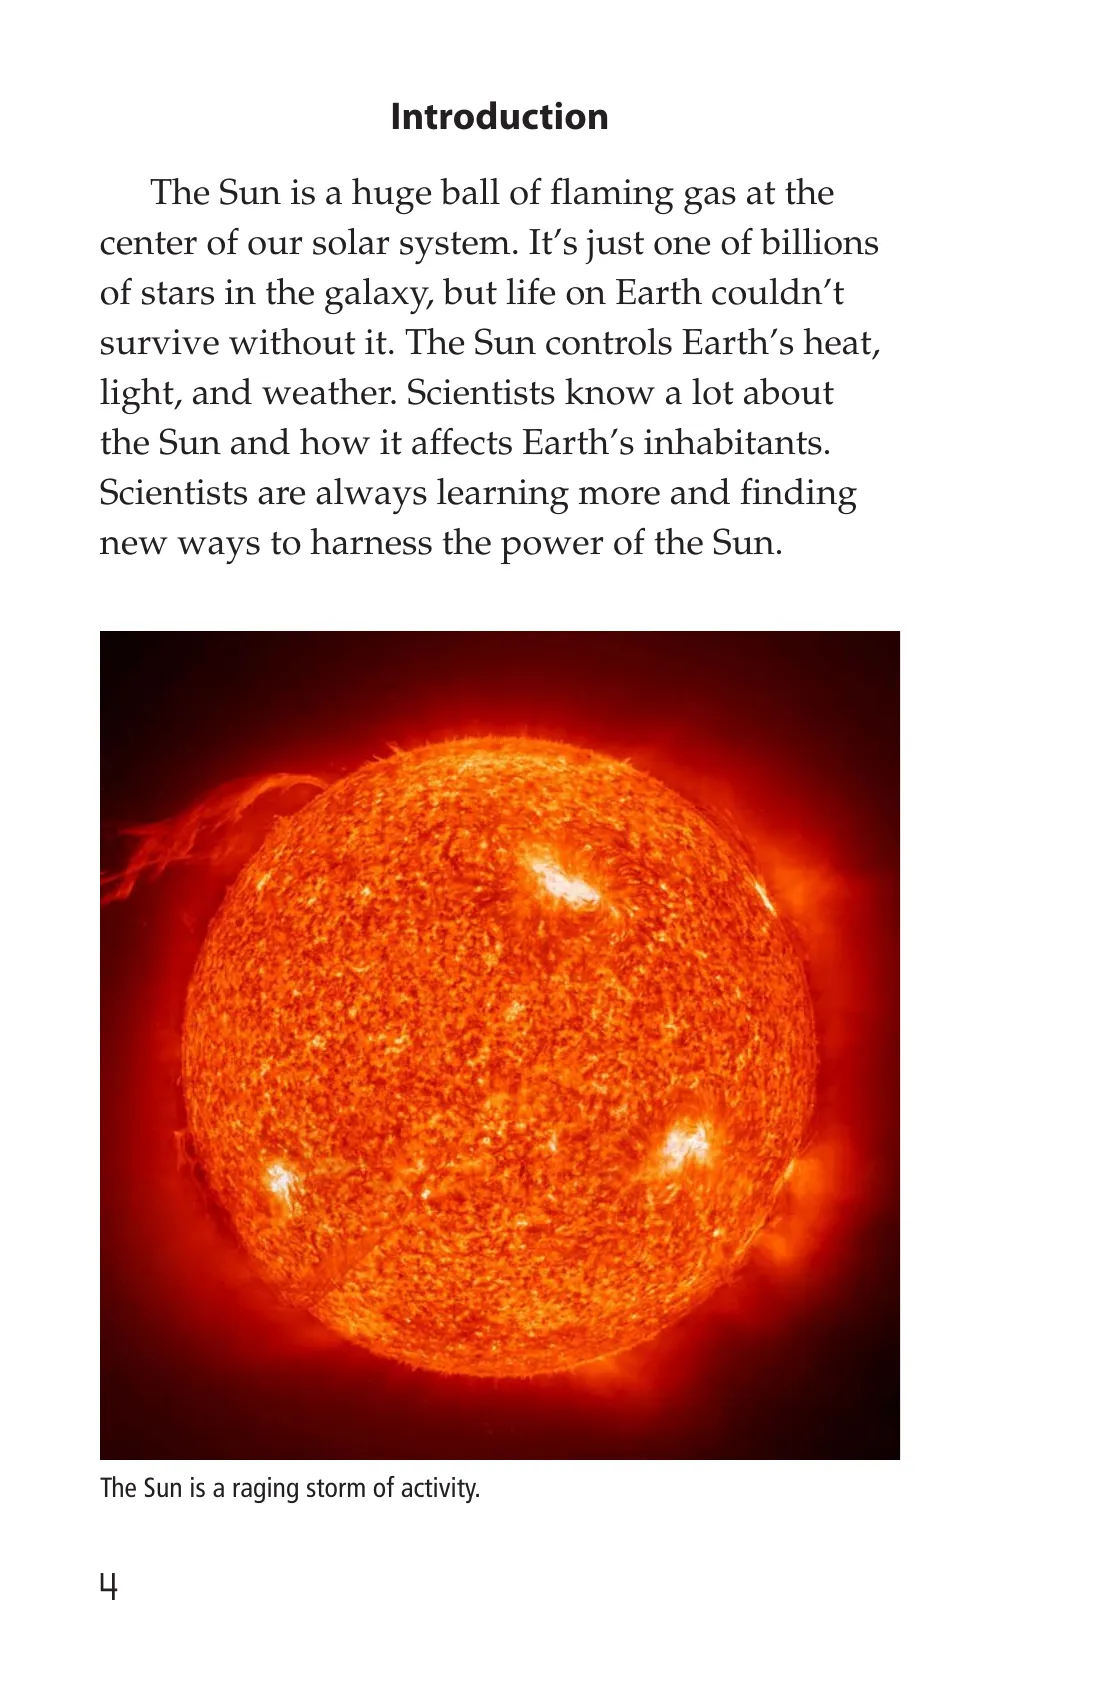 Introduction
The Sun is a huge ball of flaming gas at the
center of our solar system. It’s just one of billions
of stars in the galaxy, but life on Earth couldn’t
survive without it. The Sun controls Earth’s heat,
light, and weather. Scientists know a lot about
the Sun and how it affects Earth’s inhabitants.
Scientists are always learning more and finding
new ways to harness the power of the Sun.
The Sun is a raging storm of activity.
4